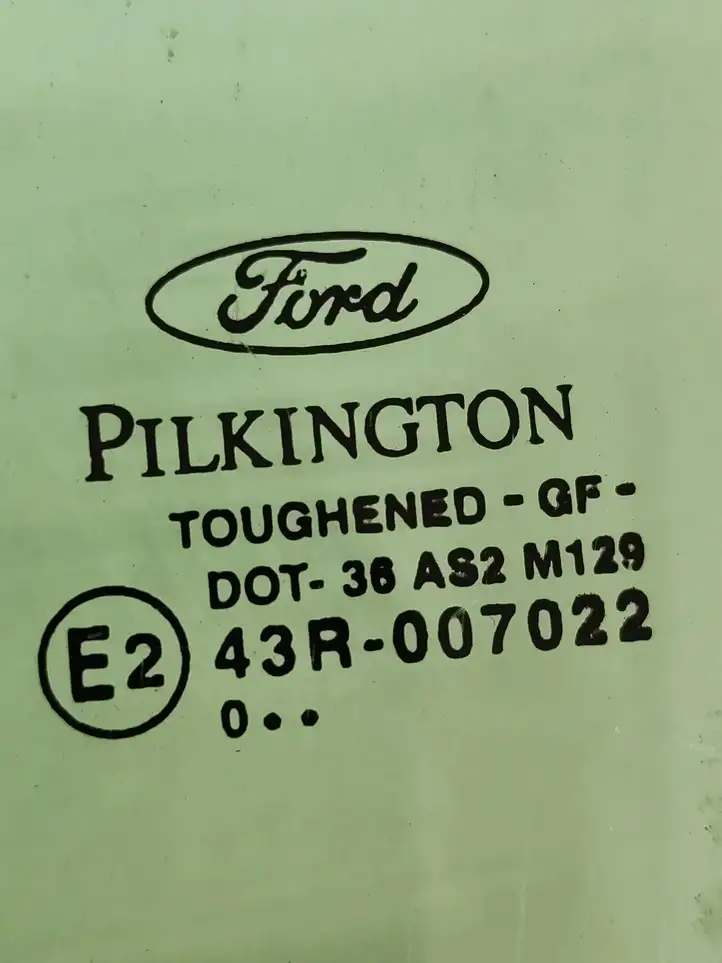 Ford
PILKINGTON
TOUGHENED - GF -
DOT- 36 AS2 M129
E2 43R-007022
0 • •